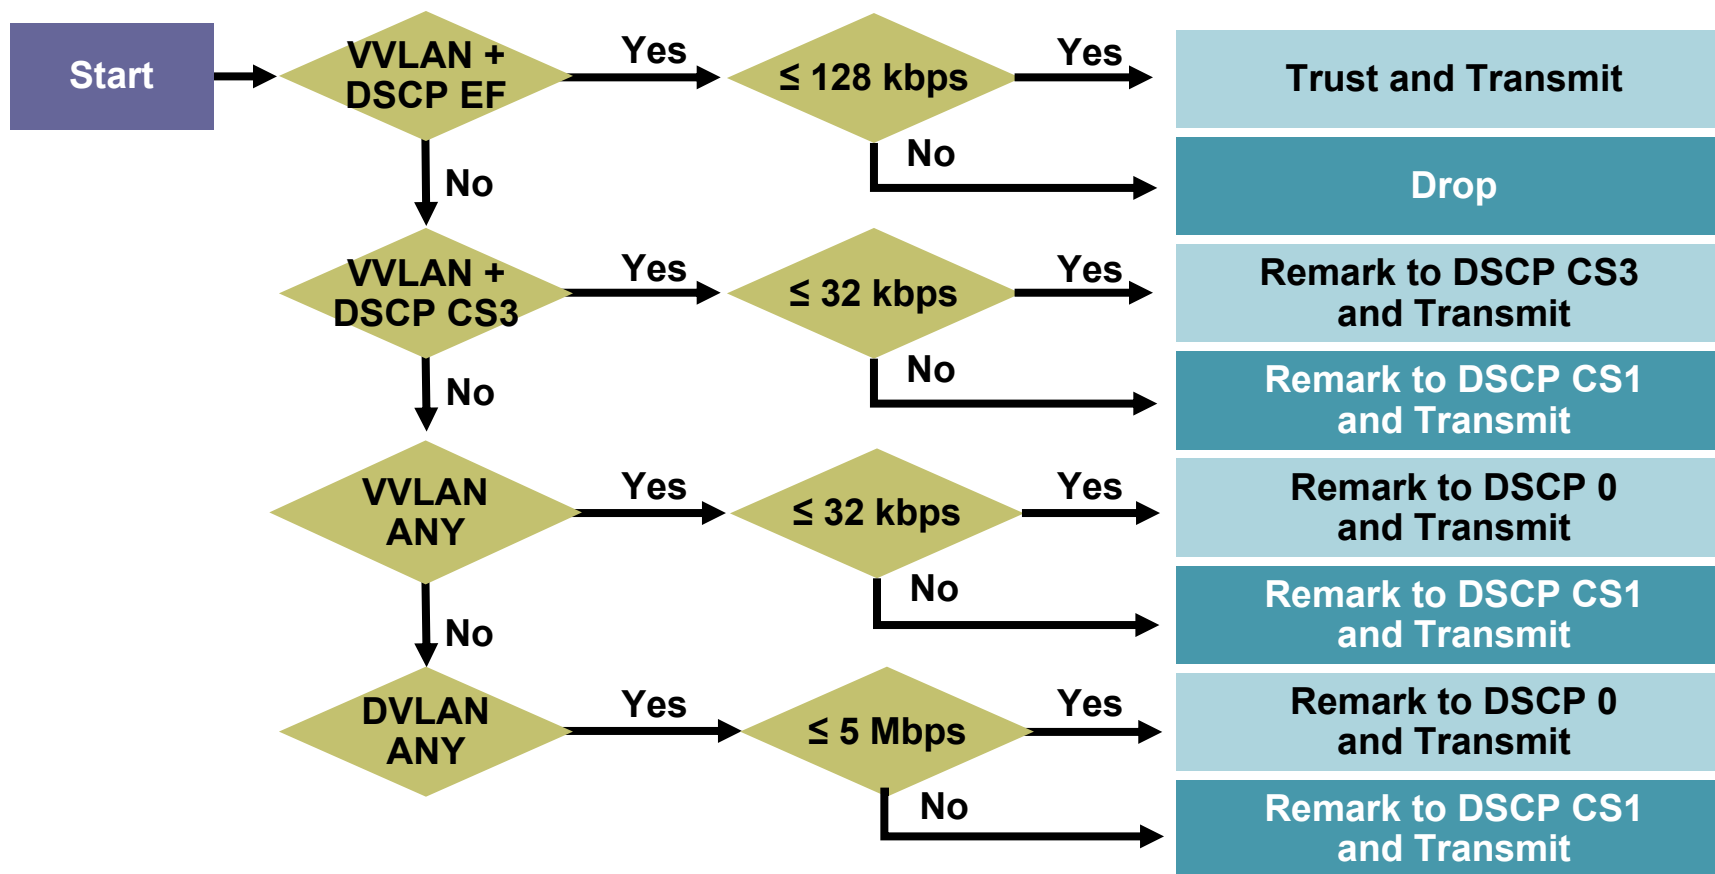 Start
VVLAN +
DSCP EF
Yes
≤ 128 kbps
Yes
Trust and Transmit
No
Drop
No
VVLAN +
DSCP CS3
Yes
≤ 32 kbps
Yes
Remark to DSCP CS3
and Transmit
No
Remark to DSCP CS1
and Transmit
No
VVLAN
ANY
Yes
≤ 32 kbps
Yes
Remark to DSCP 0
and Transmit
No
Remark to DSCP CS1
and Transmit
No
DVLAN
ANY
Yes
≤ 5 Mbps
Yes
Remark to DSCP 0
and Transmit
No
Remark to DSCP CS1
and Transmit